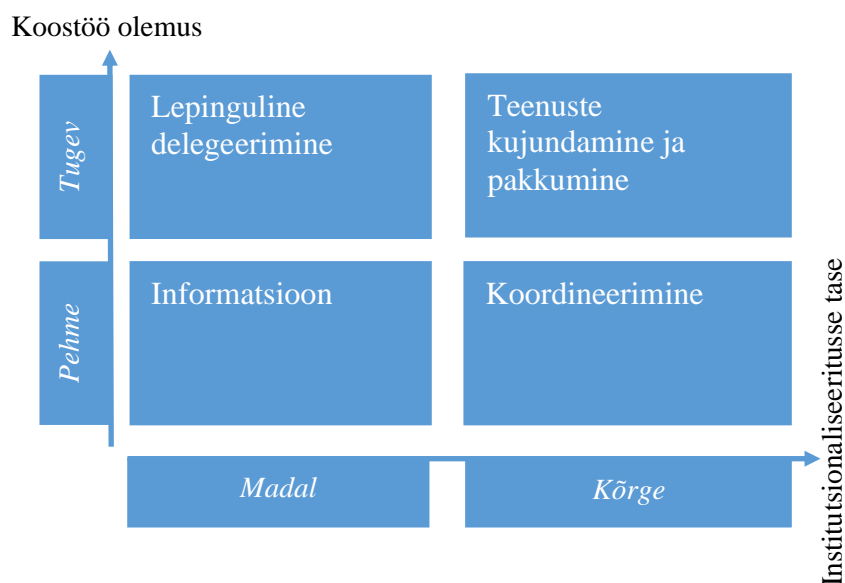 Koostöö olemus
Tugev
Lepinguline
delegeerimine
Teenuste
kujundamine ja
pakkumine
Pehme
Informatsioon
Koordineerimine
Institutsionaliseeritusse tase
Madal
Kõrge